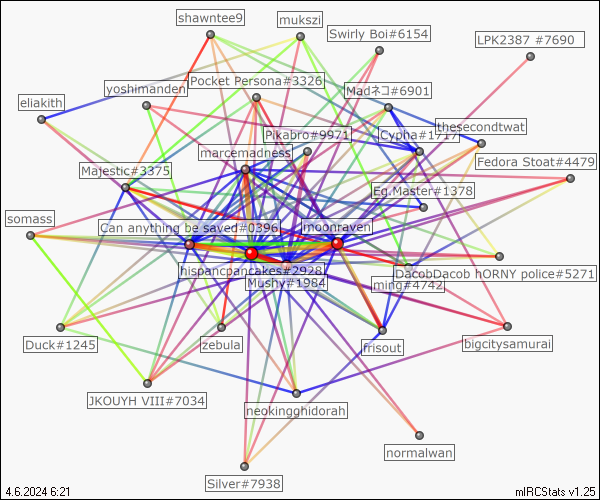 shawntee9
mukszi
Swirly Boi#6154
LPK2387 #7690
Pocket Persona#3326
yoshimanden
Madネコ#6901
eliakith
Pikabro#9971
Cypha#1717
thesecondtwat
marcemadness
Fedora Stoat#4479
Majestic#3375
Eg.Master#1378
somass
Can anything be saved#0396
moonraven
hispancpancakes#2928
DacobDacob hORNY police#5271
Mushy#1984
ming#4742
Duck#1245
zebula
frisout
bigcitysamurai
JKOUYH VIII#7034
neokingghidorah
normalwan
Silver#7938
4.6.2024 6:21
mIRCStats v1.25